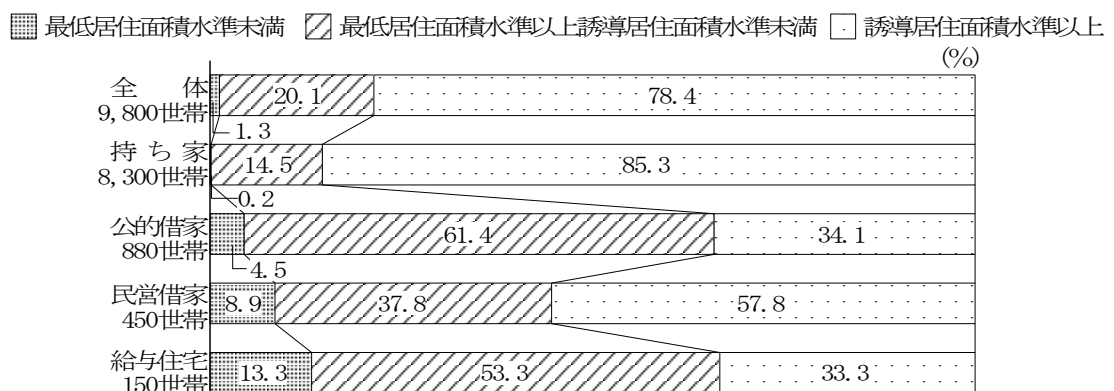 最低居住面積水準未満 最低居住面積水準以上誘導居住面積水準未満 誘導居住面積水準以上
(%)
全体
9,800世帯
20.1 78.4
1.3
持ち家
8,300世帯
14.5 85.3
0.2
公的借家
880世帯
61.4 34.1
4.5
民営借家
450世帯
8.9 37.8 57.8
給与住宅
150世帯
13.3 53.3 33.3